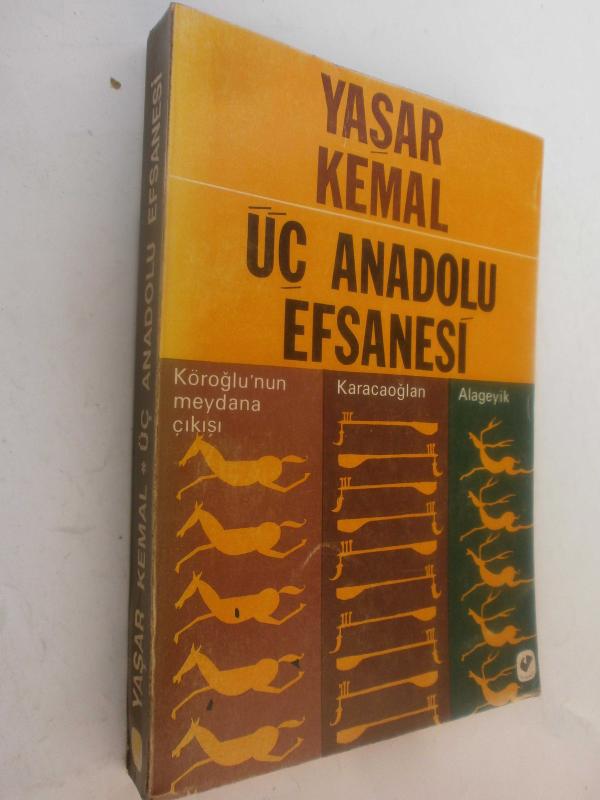 YAŞAR
KEMAL
ÜÇ ANADOLU
EFSANESİ
Köroğlu'nun
meydana
çıkışı
Karacaoğlan
Alageyik
YAŞAR KEMAL * ÜÇ ANADOLU EFSANESİ